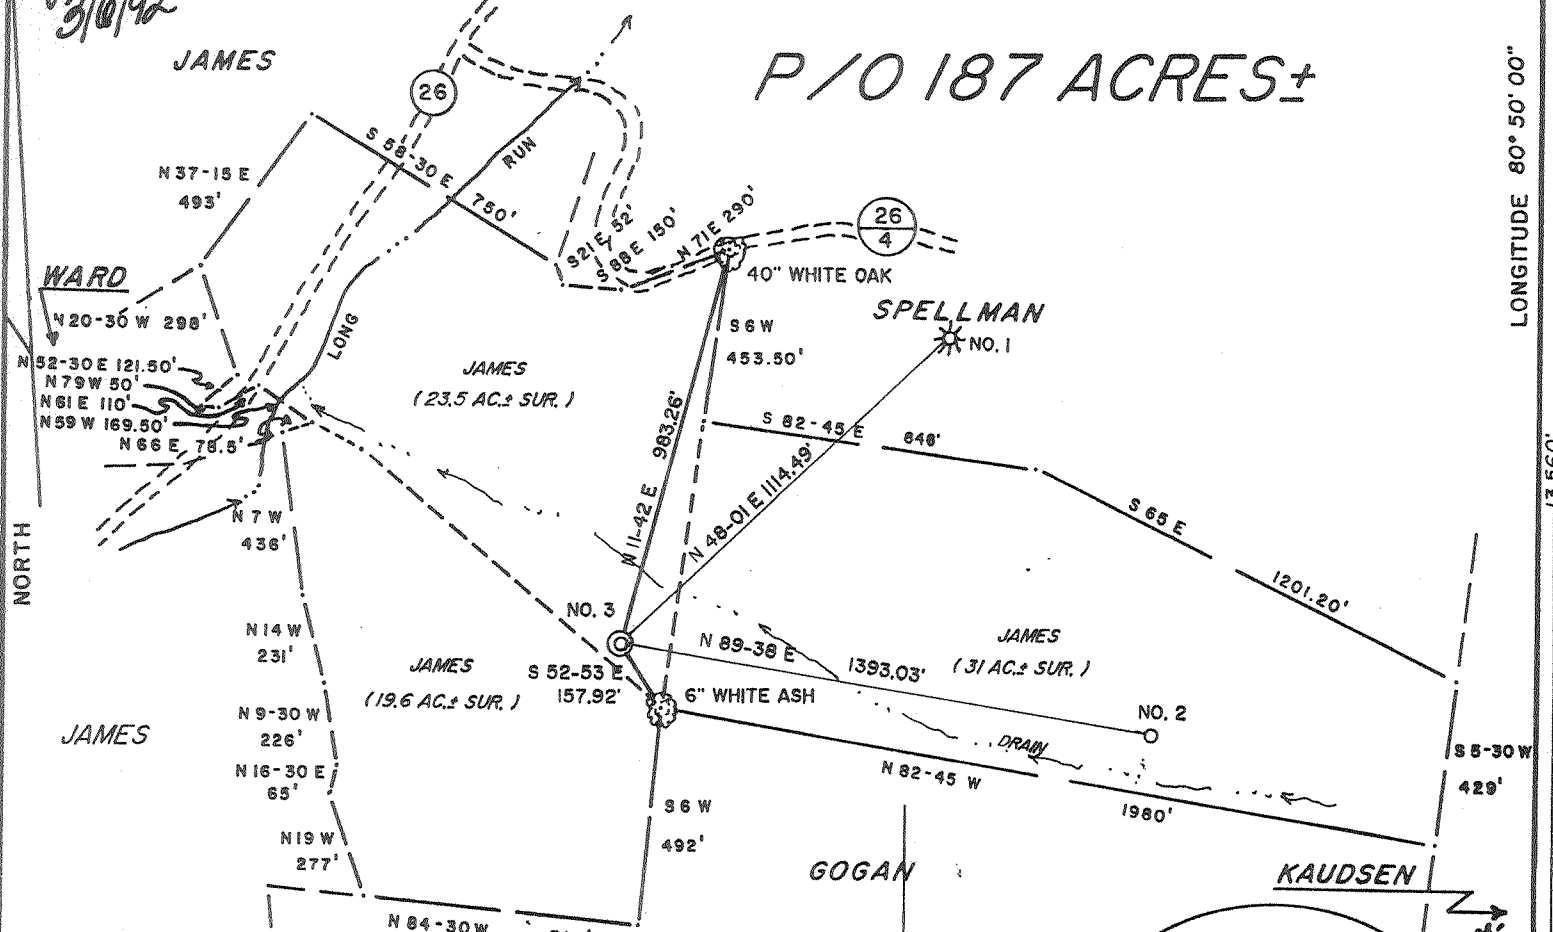 3/6/92
JAMES
26
P/O 187 ACRES±
LONGITUDE 80° 50' 00"
N 37-15 E
493'
S 58-30 E
750'
RUN
S21E 52'
S 88 E 150'
N 71 E 290'
26
4
40" WHITE OAK
WARD
SPELLMAN
NO. 1
N20-30 W 298'
LONG
S 6 W
453.50'
N 52-30 E 121.50'
N 79 W 50'
N 61 E 110'
N 59 W 169.50'
N 66 E 78.5'
JAMES
(23.5 AC.± SUR.)
N 11-42 E 983.26'
N 48-01 E 1114.49'
S 82-45 E
846'
S 65 E
1201.20'
NORTH
N 7 W
436'
NO. 3
N 14 W
231'
JAMES
(19.6 AC.± SUR.)
S 52-53 E
157.92'
6" WHITE ASH
N 89-38 E
1393.03'
JAMES
(31 AC.± SUR.)
NO. 2
JAMES
N 9-30 W
226'
N 16-30 E
65'
N 19 W
277'
DRAIN
N 82-45 W
1980'
S 5-30 W
429'
S 6 W
492'
GOGAN
KAUDSEN
N 84-30 W